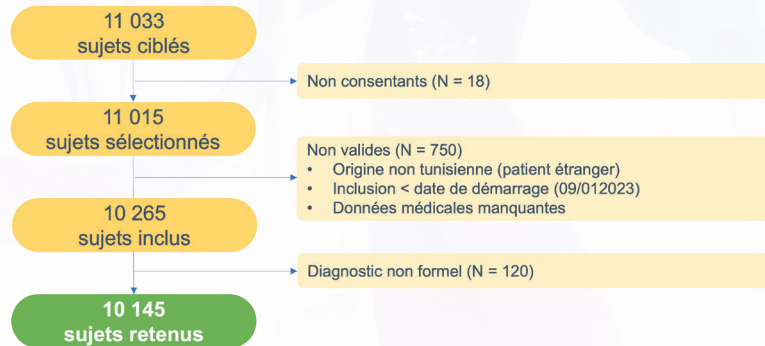 11 033
sujets ciblés
Non consentants (N = 18)
11 015
sujets sélectionnés
Non valides (N = 750)
• Origine non tunisienne (patient étranger)
• Inclusion < date de démarrage (09/012023)
• Données médicales manquantes
10 265
sujets inclus
Diagnostic non formel (N = 120)
10 145
sujets retenus